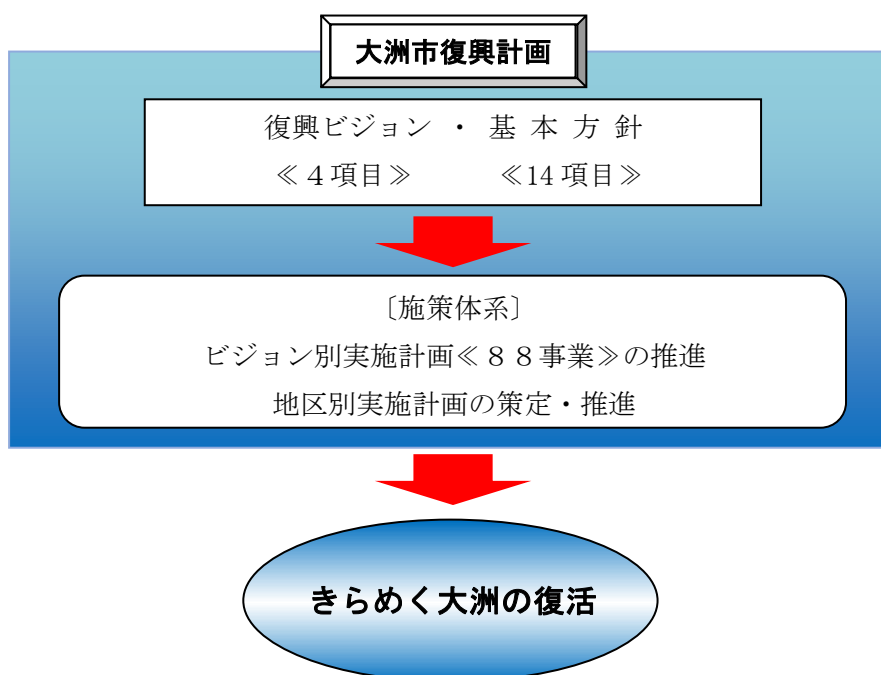 大洲市復興計画
復興ビジョン ・ 基 本 方 針
≪４項目≫ ≪14 項目≫
〔施策体系〕
ビジョン別実施計画≪８８事業≫の推進
地区別実施計画の策定・推進
きらめく大洲の復活